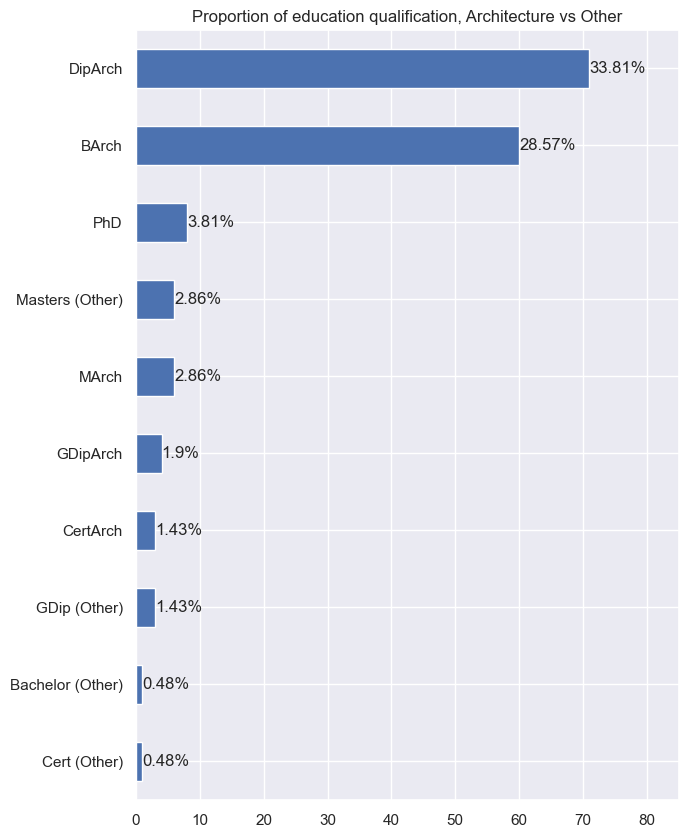 Proportion of education qualification, Architecture vs Other
DipArch 33.81%
BArch 28.57%
PhD 3.81%
Masters (Other) 2.86%
MArch 2.86%
GDipArch 1.9%
CertArch 1.43%
GDip (Other) 1.43%
Bachelor (Other) 0.48%
Cert (Other) 0.48%
0 10 20 30 40 50 60 70 80